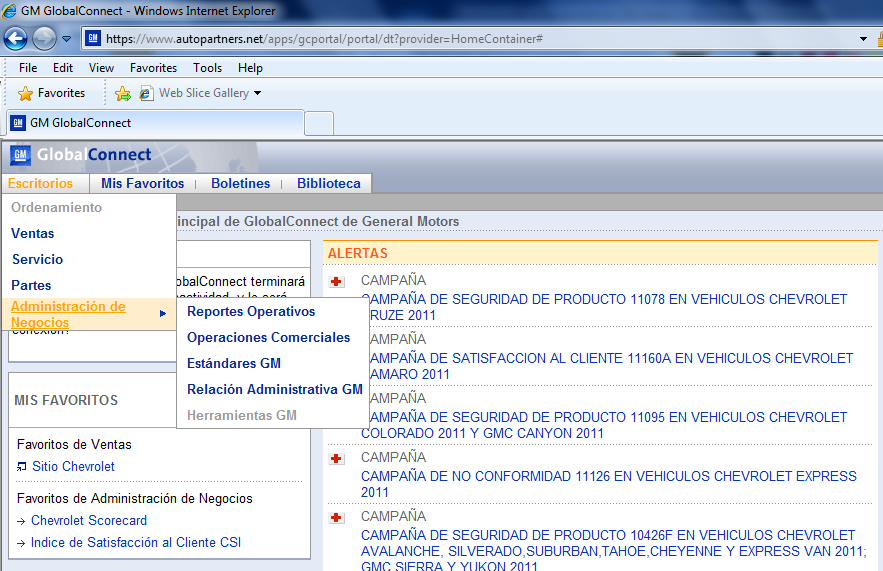 GM GlobalConnect - Windows Internet Explorer
https://www.autopartners.net/apps/gcportal/portal/dt?provider=HomeContainer#
File Edit View Favorites Tools Help
Favorites Web Slice Gallery
GM GlobalConnect
GM GlobalConnect
Escritorios Mis Favoritos Boletines Biblioteca
Ordenamiento
Ventas
Servicio
Partes
Administración de
Negocios
Reportes Operativos
Operaciones Comerciales
Estándares GM
Relación Administrativa GM
Herramientas GM
ncipal de GlobalConnect de General Motors
obalConnect terminará
MIS FAVORITOS
Favoritos de Ventas
Sitio Chevrolet
Favoritos de Administración de Negocios
Chevrolet Scorecard
Indice de Satisfacción al Cliente CSI
ALERTAS
CAMPAÑA
CAMPAÑA DE SEGURIDAD DE PRODUCTO 11078 EN VEHICULOS CHEVROLET
RUZE 2011
CAMPAÑA
CAMPAÑA DE SATISFACCION AL CLIENTE 11160A EN VEHICULOS CHEVROLET
AMARO 2011
CAMPAÑA
CAMPAÑA DE SEGURIDAD DE PRODUCTO 11095 EN VEHICULOS CHEVROLET
COLORADO 2011 Y GMC CANYON 2011
CAMPAÑA
CAMPAÑA DE NO CONFORMIDAD 11126 EN VEHICULOS CHEVROLET EXPRESS
2011
CAMPAÑA
CAMPAÑA DE SEGURIDAD DE PRODUCTO 10426F EN VEHICULOS CHEVROLET
AVALANCHE, SILVERADO,SUBURBAN,TAHOE,CHEYENNE Y EXPRESS VAN 2011;
GMC SIERRA Y YUKON 2011